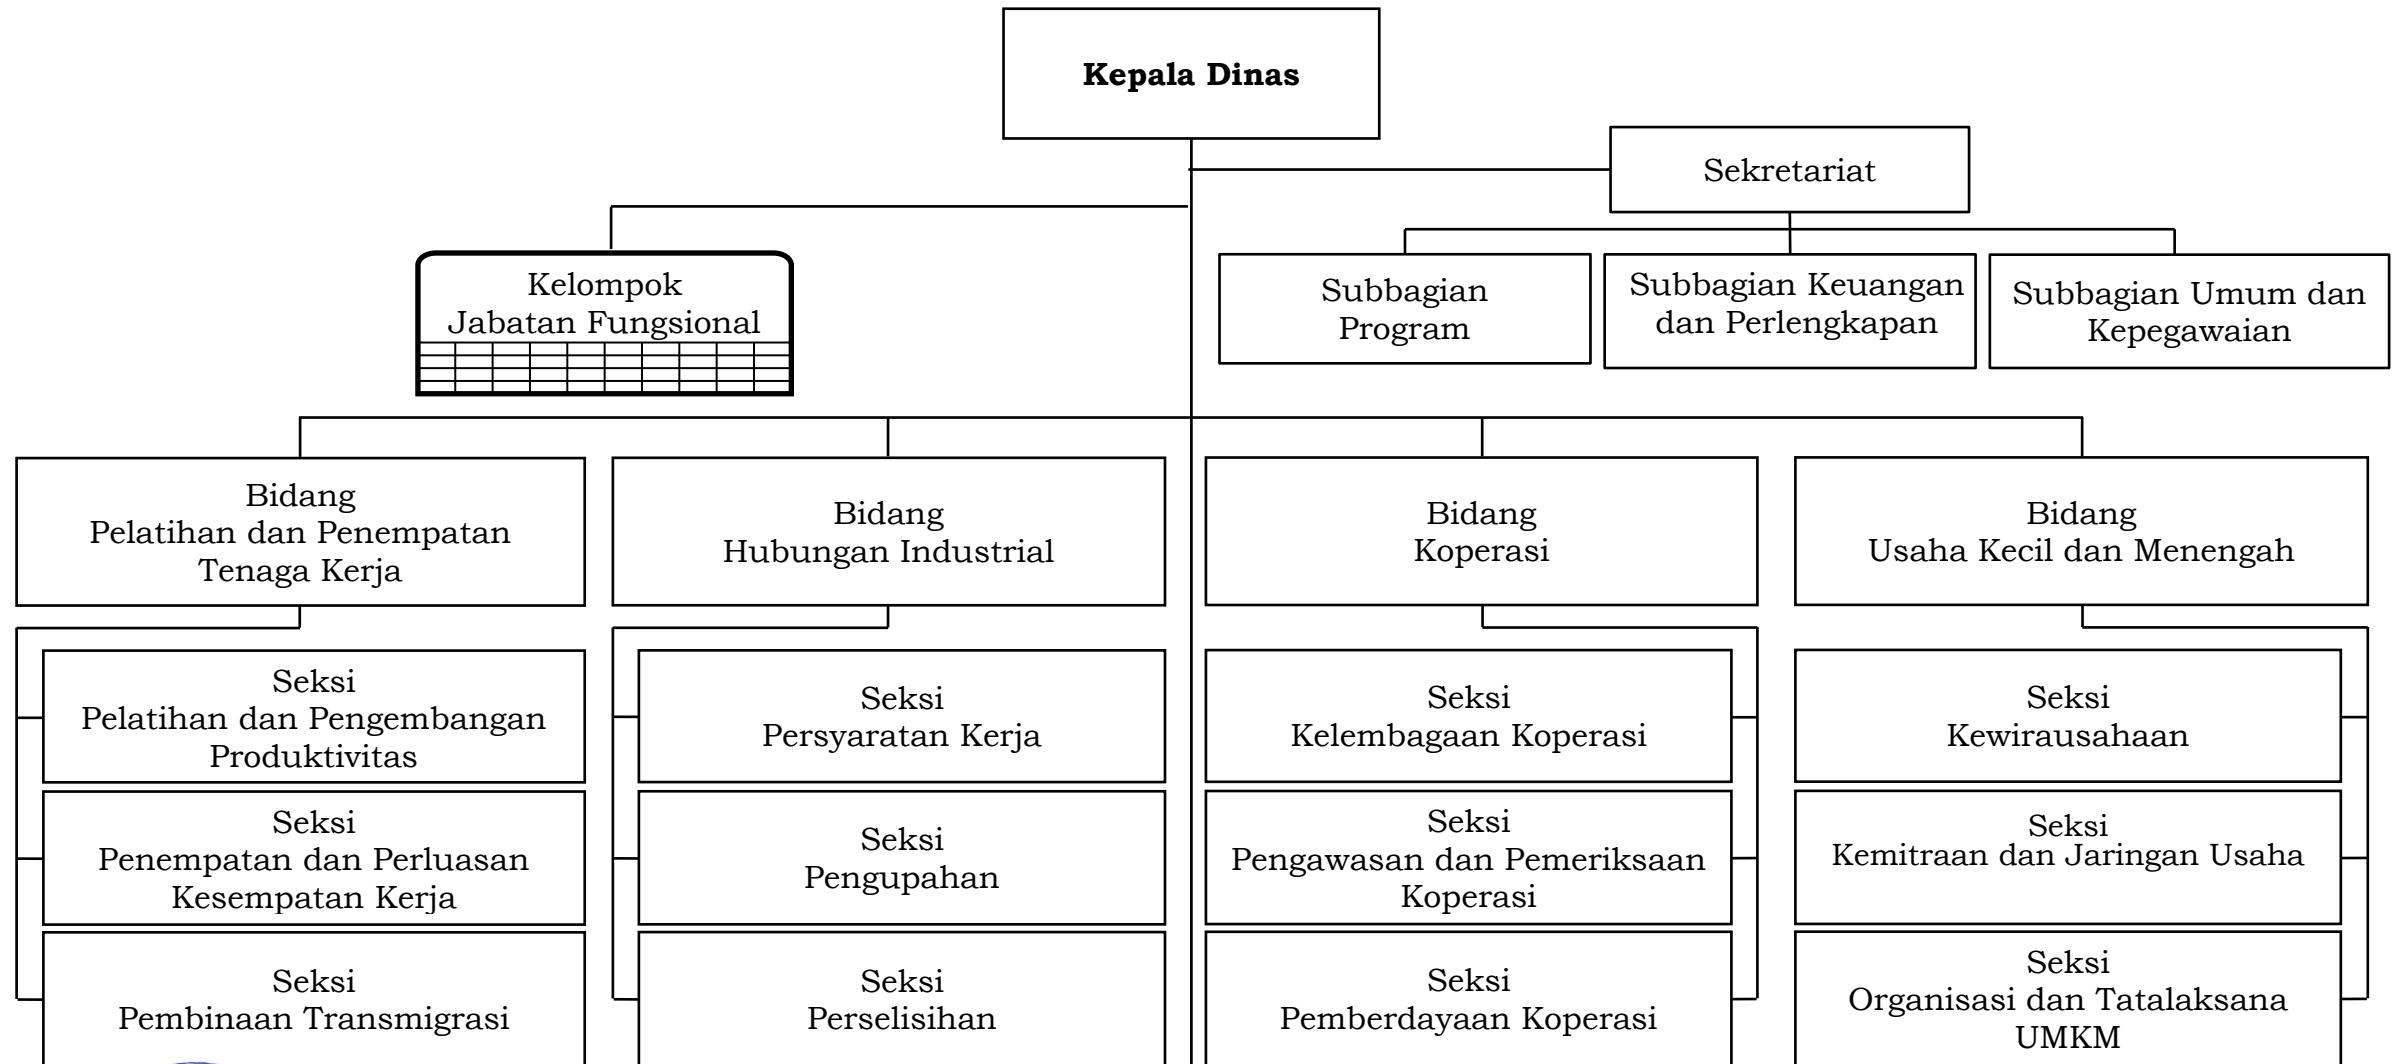 Kepala Dinas
Sekretariat
Kelompok
Jabatan Fungsional
Subbagian
Program
Subbagian Keuangan
dan Perlengkapan
Subbagian Umum dan
Kepegawaian
Bidang
Pelatihan dan Penempatan
Tenaga Kerja
Bidang
Hubungan Industrial
Bidang
Koperasi
Bidang
Usaha Kecil dan Menengah
Seksi
Pelatihan dan Pengembangan
Produktivitas
Seksi
Persyaratan Kerja
Seksi
Kelembagaan Koperasi
Seksi
Kewirausahaan
Seksi
Penempatan dan Perluasan
Kesempatan Kerja
Seksi
Pengupahan
Seksi
Pengawasan dan Pemeriksaan
Koperasi
Seksi
Kemitraan dan Jaringan Usaha
Seksi
Pembinaan Transmigrasi
Seksi
Perselisihan
Seksi
Pemberdayaan Koperasi
Seksi
Organisasi dan Tatalaksana
UMKM